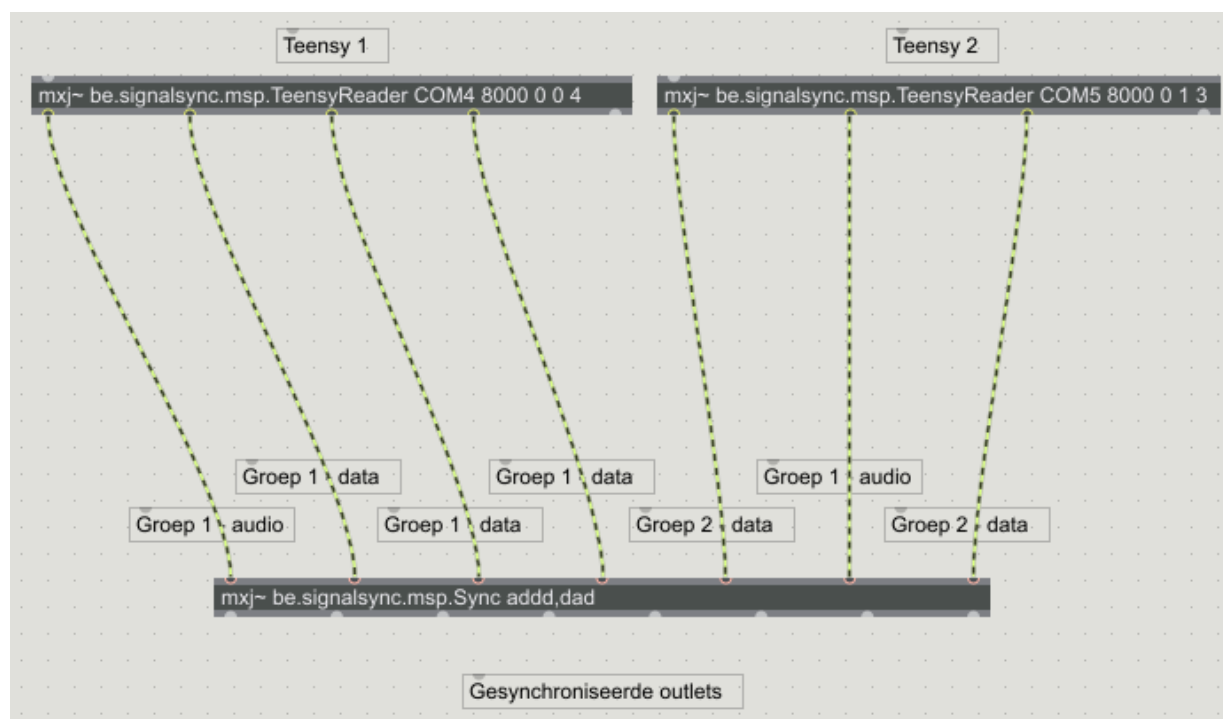 Teensy 1
Teensy 2
mxj~ be.signalsync.msp.TeensyReader COM4 8000 0 0 4
mxj~ be.signalsync.msp.TeensyReader COM5 8000 0 1 3
Groep 1 - data
Groep 1 - data
Groep 1 - audio
Groep 1 - audio
Groep 1 - data
Groep 2 - data
Groep 2 - data
mxj~ be.signalsync.msp.Sync addd,dad
Gesynchroniseerde outlets